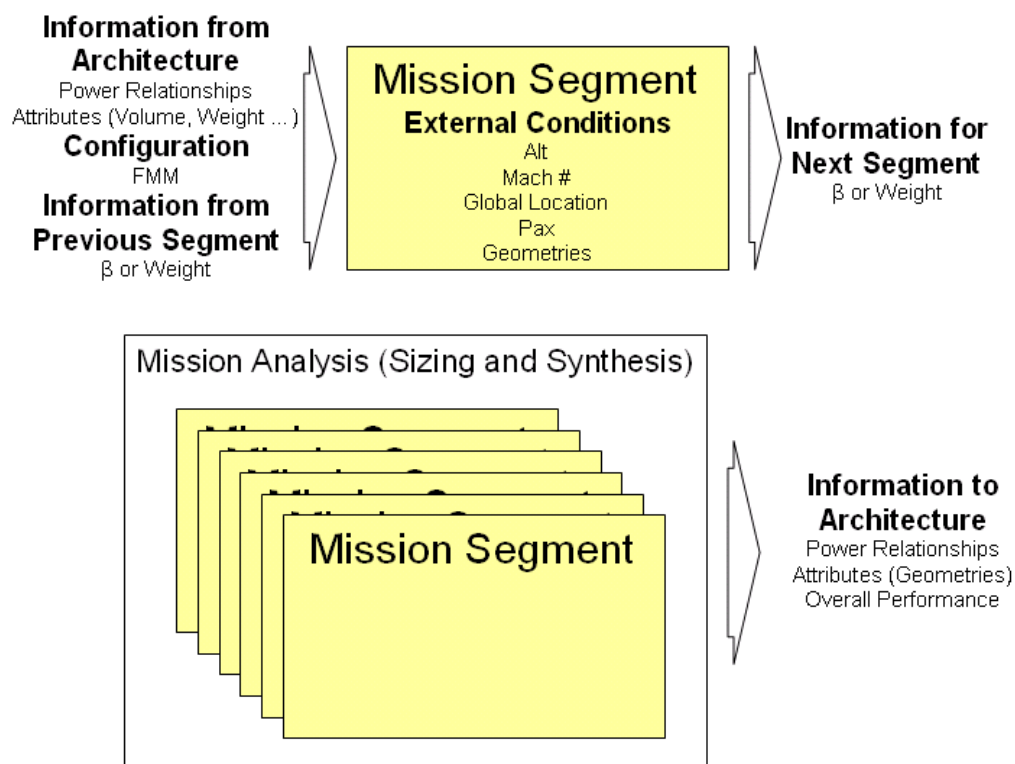 Information from
Architecture
Power Relationships
Attributes (Volume, Weight ... )
Configuration
FMM
Information from
Previous Segment
β or Weight
Mission Segment
External Conditions
Alt
Mach #
Global Location
Pax
Geometries
Information for
Next Segment
β or Weight
Mission Analysis (Sizing and Synthesis)
Mission Segment
Information to
Architecture
Power Relationships
Attributes (Geometries)
Overall Performance